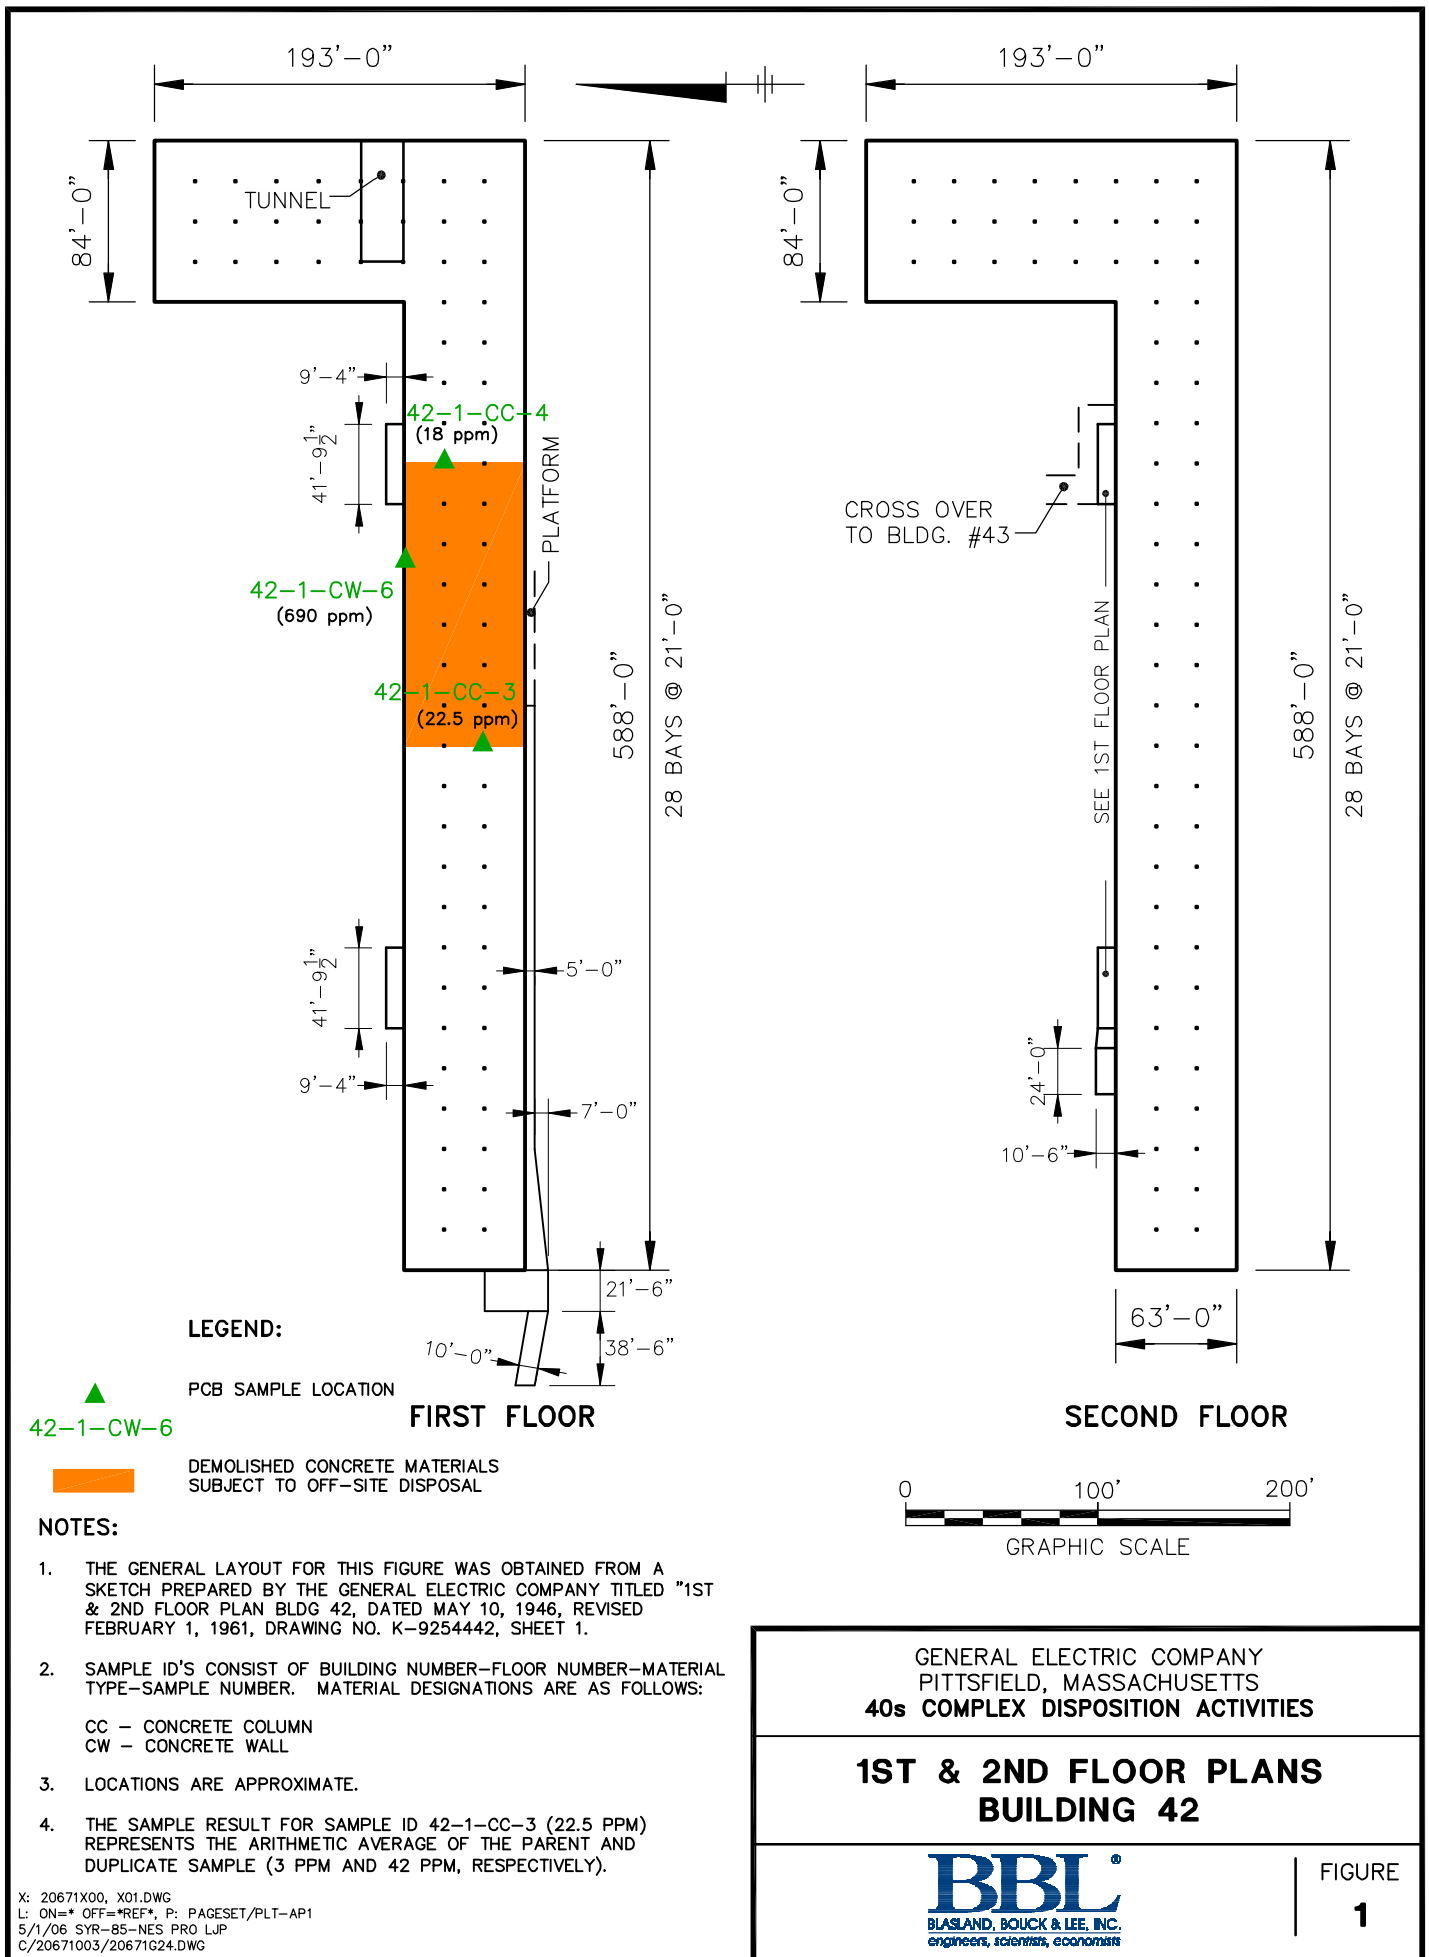 193'-0"
193'-0"
84'-0"
TUNNEL
84'-0"
9'-4"
42-1-CC-4
(18 ppm)
41'-9 1/2"
PLATFORM
CROSS OVER
TO BLDG. #43
42-1-CW-6
(690 ppm)
42-1-CC-3
(22.5 ppm)
588'-0"
28 BAYS @ 21'-0"
SEE 1ST FLOOR PLAN
588'-0"
28 BAYS @ 21'-0"
41'-9 1/2"
5'-0"
9'-4"
7'-0"
24'-0"
10'-6"
21'-6"
38'-6"
10'-0"
63'-0"
FIRST FLOOR
SECOND FLOOR
LEGEND:
PCB SAMPLE LOCATION
42-1-CW-6
DEMOLISHED CONCRETE MATERIALS
SUBJECT TO OFF-SITE DISPOSAL
0 100' 200'
GRAPHIC SCALE
NOTES:
1. THE GENERAL LAYOUT FOR THIS FIGURE WAS OBTAINED FROM A
SKETCH PREPARED BY THE GENERAL ELECTRIC COMPANY TITLED "1ST
& 2ND FLOOR PLAN BLDG 42, DATED MAY 10, 1946, REVISED
FEBRUARY 1, 1961, DRAWING NO. K-9254442, SHEET 1.
2. SAMPLE ID'S CONSIST OF BUILDING NUMBER-FLOOR NUMBER-MATERIAL
TYPE-SAMPLE NUMBER. MATERIAL DESIGNATIONS ARE AS FOLLOWS:
CC - CONCRETE COLUMN
CW - CONCRETE WALL
3. LOCATIONS ARE APPROXIMATE.
4. THE SAMPLE RESULT FOR SAMPLE ID 42-1-CC-3 (22.5 PPM)
REPRESENTS THE ARITHMETIC AVERAGE OF THE PARENT AND
DUPLICATE SAMPLE (3 PPM AND 42 PPM, RESPECTIVELY).
X: 20671X00, X01.DWG
L: ON=* OFF=*REF*, P: PAGESET/PLT-AP1
5/1/06 SYR-85-NES PRO LJP
C/20671003/20671G24.DWG
GENERAL ELECTRIC COMPANY
PITTSFIELD, MASSACHUSETTS
40s COMPLEX DISPOSITION ACTIVITIES
1ST & 2ND FLOOR PLANS
BUILDING 42
BBL®
BLASLAND, BOUCK & LEE, INC.
engineers, scientists, economists
FIGURE
1